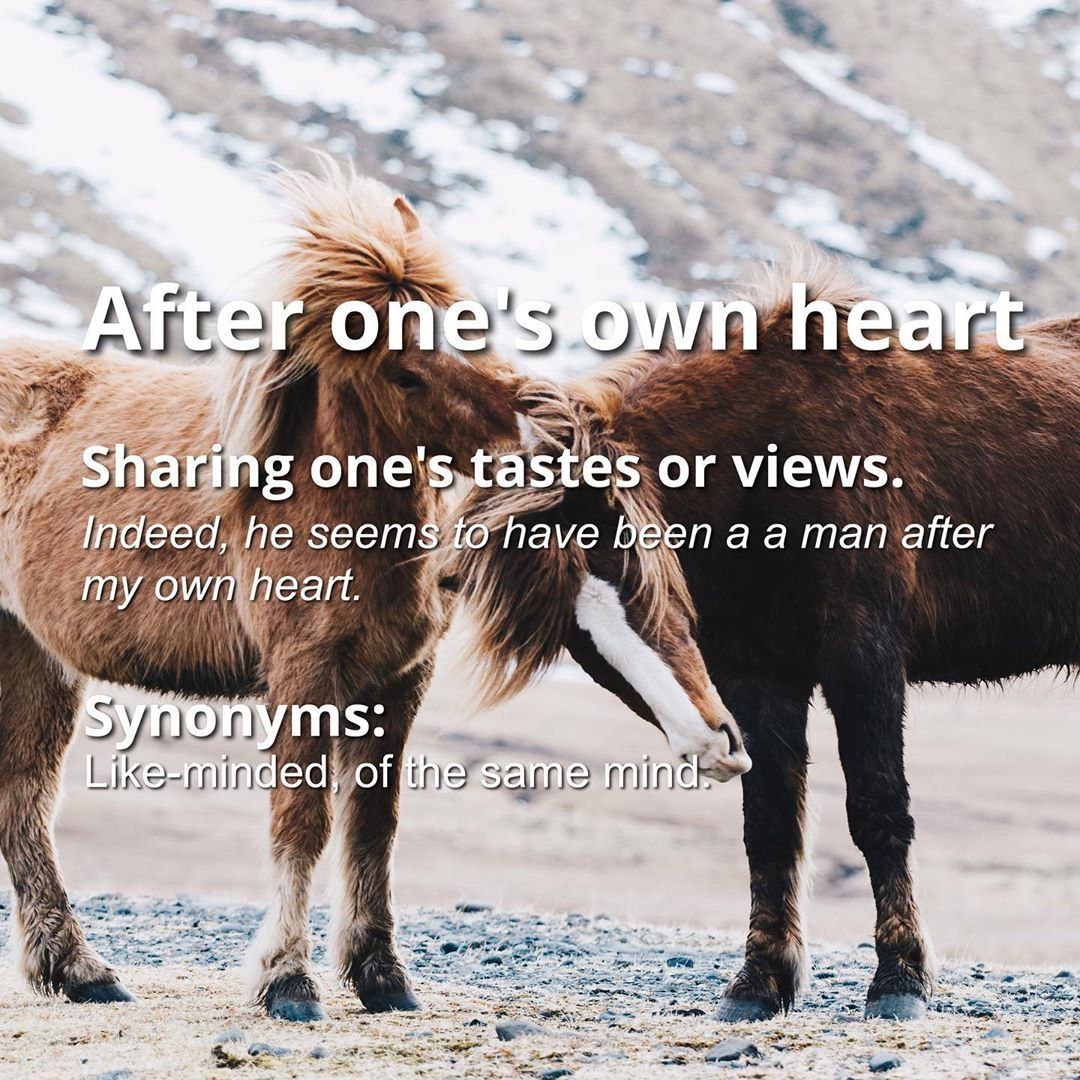 After one's own heart
Sharing one's tastes or views.
Indeed, he seems to have been a a man after
my own heart.
Synonyms:
Like-minded, of the same mind.